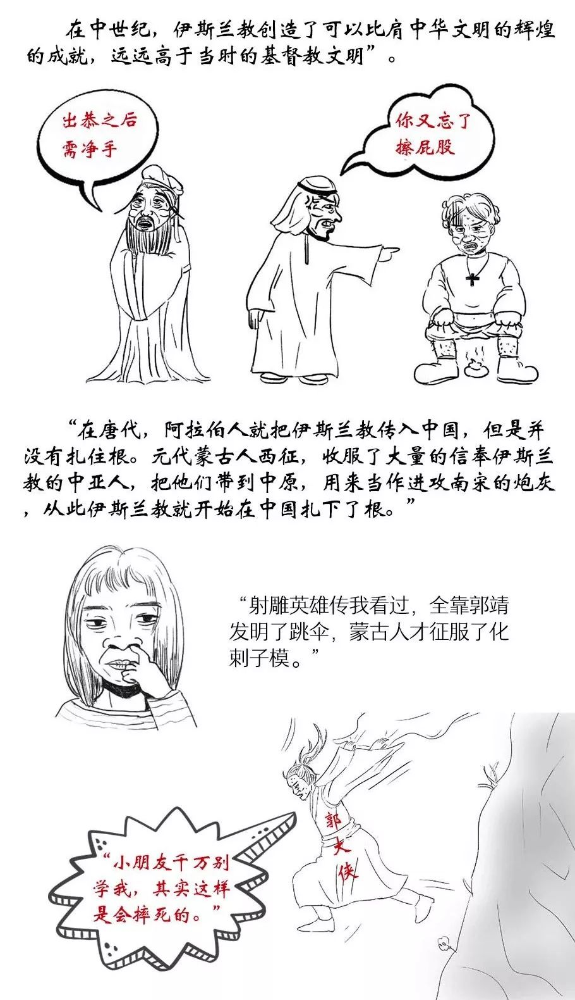 在中世纪，伊斯兰教创造了可以比肩中华文明的辉煌
的成就，远远高于当时的基督教文明”。
出恭之后
需净手
你又忘了
擦屁股
“在唐代，阿拉伯人就把伊斯兰教传入中国，但是并
没有扎住根。元代蒙古人西征，收服了大量的信奉伊斯兰
教的中亚人，把他们带到中原，用来当作进攻南宋的炮灰
，从此伊斯兰教就开始在中国扎下了根。”
“射雕英雄传我看过，全靠郭靖
发明了跳伞，蒙古人才征服了化
剌子模。”
郭
大
侠
“小朋友千万别
学我，其实这样
是会摔死的。”